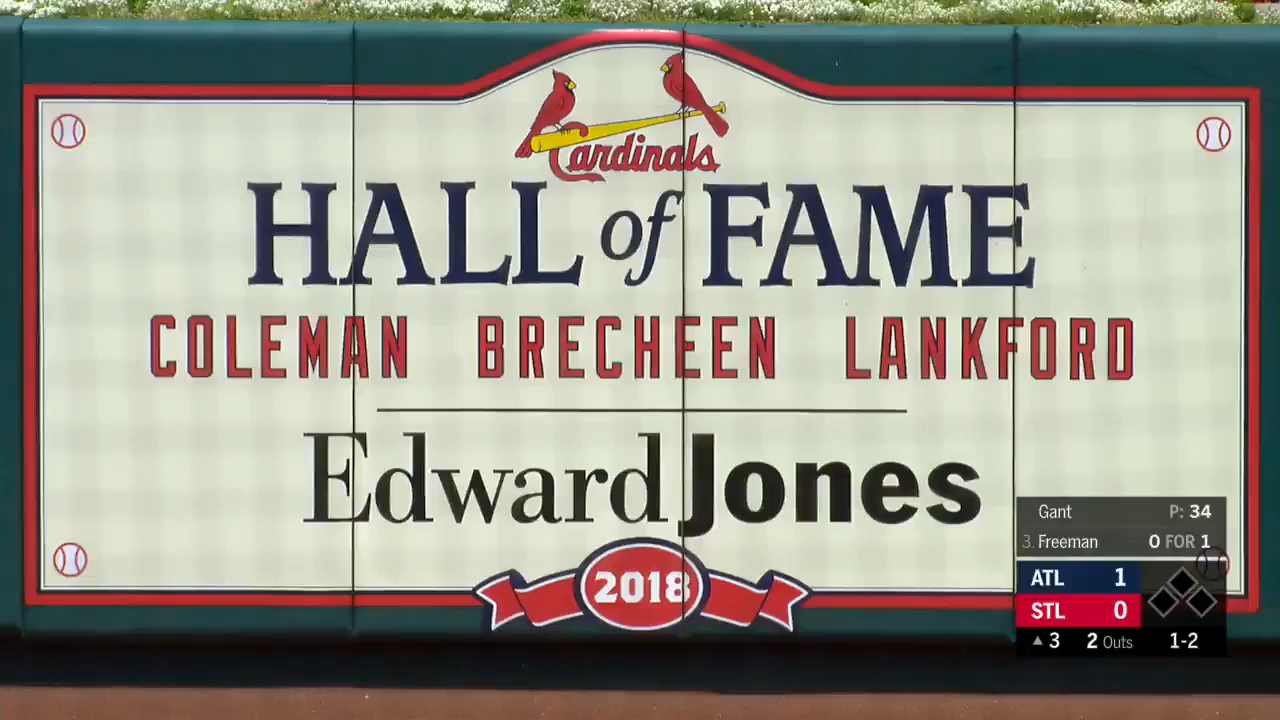 Cardinals
HALL of FAME
COLEMAN BRECHEEN LANKFORD
Edward Jones
2018
Gant P: 34
3. Freeman 0 FOR 1
ATL 1
STL 0
▲ 3 2 Outs 1-2